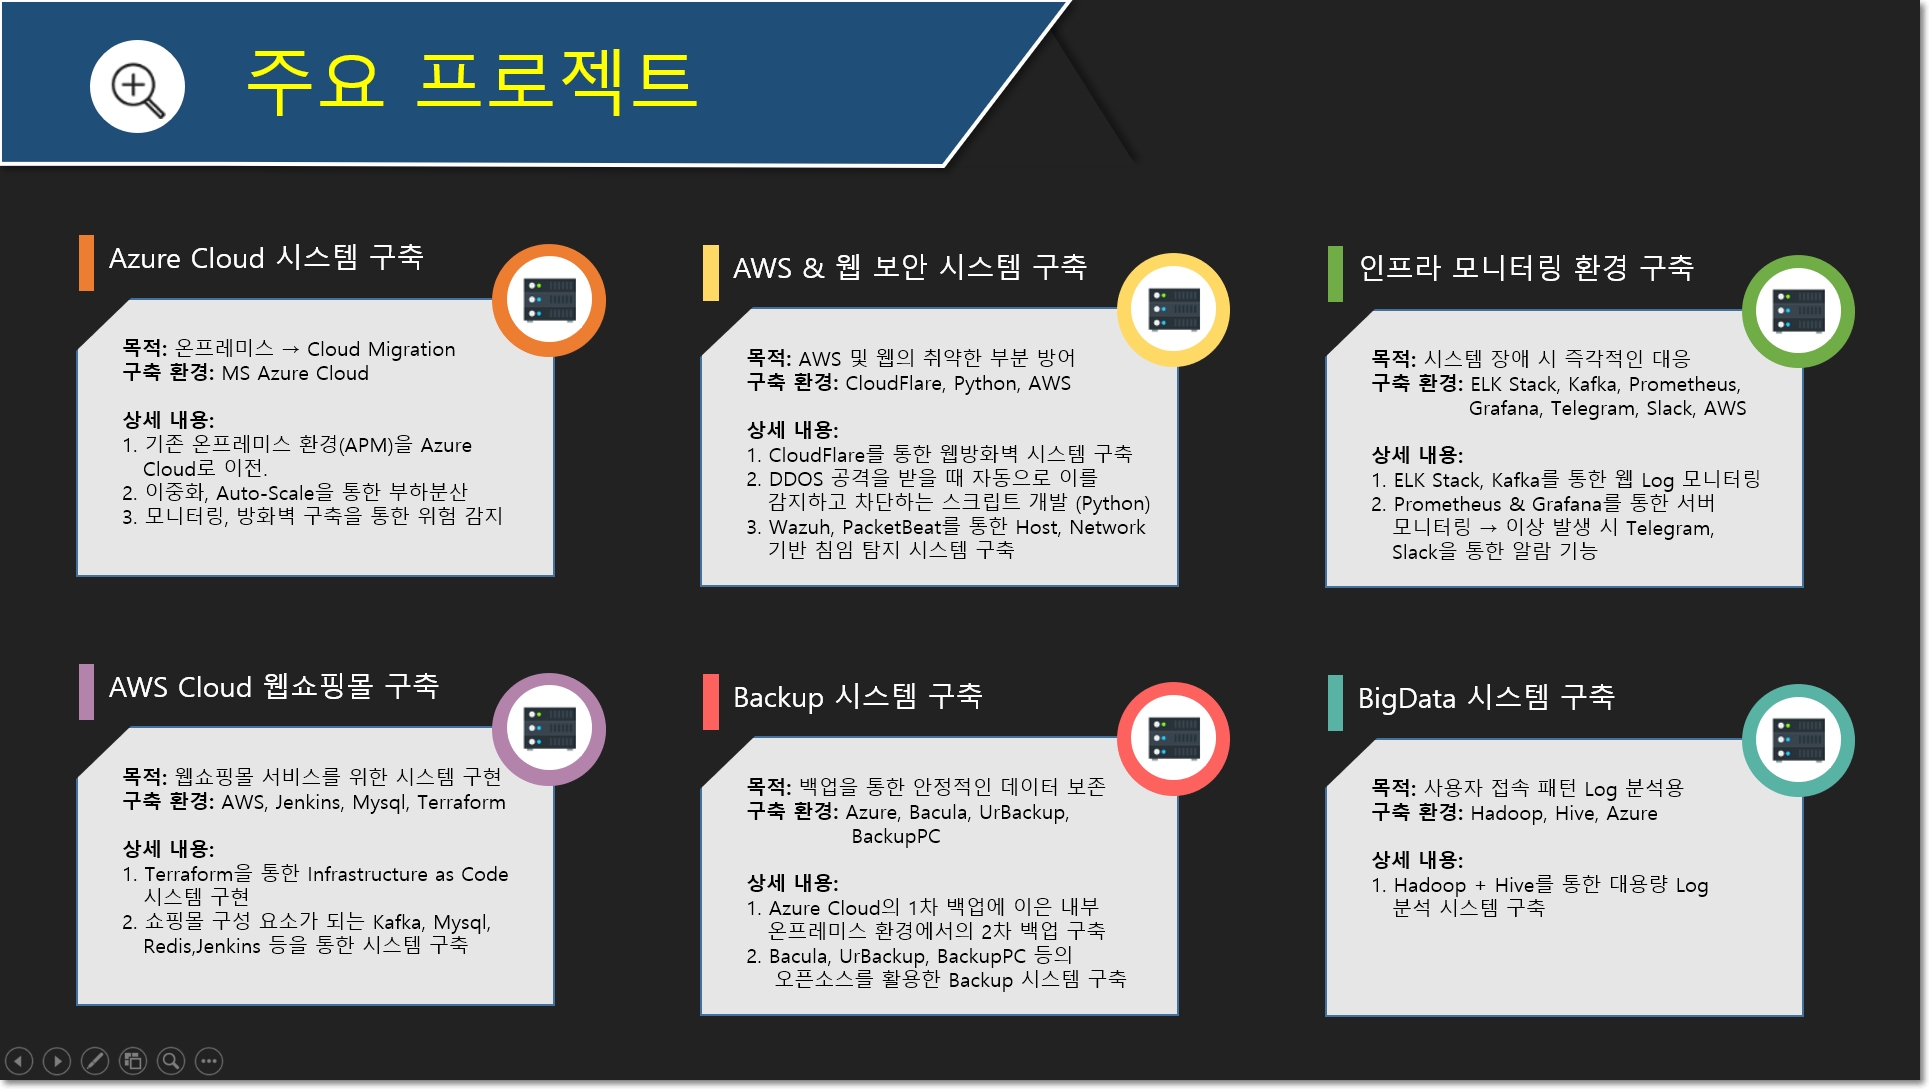 주요 프로젝트
Azure Cloud 시스템 구축
목적: 온프레미스 → Cloud Migration
구축 환경: MS Azure Cloud
상세 내용:
1. 기존 온프레미스 환경(APM)을 Azure
Cloud로 이전.
2. 이중화, Auto-Scale을 통한 부하분산
3. 모니터링, 방화벽 구축을 통한 위험 감지
AWS & 웹 보안 시스템 구축
목적: AWS 및 웹의 취약한 부분 방어
구축 환경: CloudFlare, Python, AWS
상세 내용:
1. CloudFlare를 통한 웹방화벽 시스템 구축
2. DDOS 공격을 받을 때 자동으로 이를
감지하고 차단하는 스크립트 개발 (Python)
3. Wazuh, PacketBeat를 통한 Host, Network
기반 침임 탐지 시스템 구축
인프라 모니터링 환경 구축
목적: 시스템 장애 시 즉각적인 대응
구축 환경: ELK Stack, Kafka, Prometheus,
Grafana, Telegram, Slack, AWS
상세 내용:
1. ELK Stack, Kafka를 통한 웹 Log 모니터링
2. Prometheus & Grafana를 통한 서버
모니터링 → 이상 발생 시 Telegram,
Slack을 통한 알람 기능
AWS Cloud 웹쇼핑몰 구축
목적: 웹쇼핑몰 서비스를 위한 시스템 구현
구축 환경: AWS, Jenkins, Mysql, Terraform
상세 내용:
1. Terraform을 통한 Infrastructure as Code
시스템 구현
2. 쇼핑몰 구성 요소가 되는 Kafka, Mysql,
Redis,Jenkins 등을 통한 시스템 구축
Backup 시스템 구축
목적: 백업을 통한 안정적인 데이터 보존
구축 환경: Azure, Bacula, UrBackup,
BackupPC
상세 내용:
1. Azure Cloud의 1차 백업에 이은 내부
온프레미스 환경에서의 2차 백업 구축
2. Bacula, UrBackup, BackupPC 등의
오픈소스를 활용한 Backup 시스템 구축
BigData 시스템 구축
목적: 사용자 접속 패턴 Log 분석용
구축 환경: Hadoop, Hive, Azure
상세 내용:
1. Hadoop + Hive를 통한 대용량 Log
분석 시스템 구축